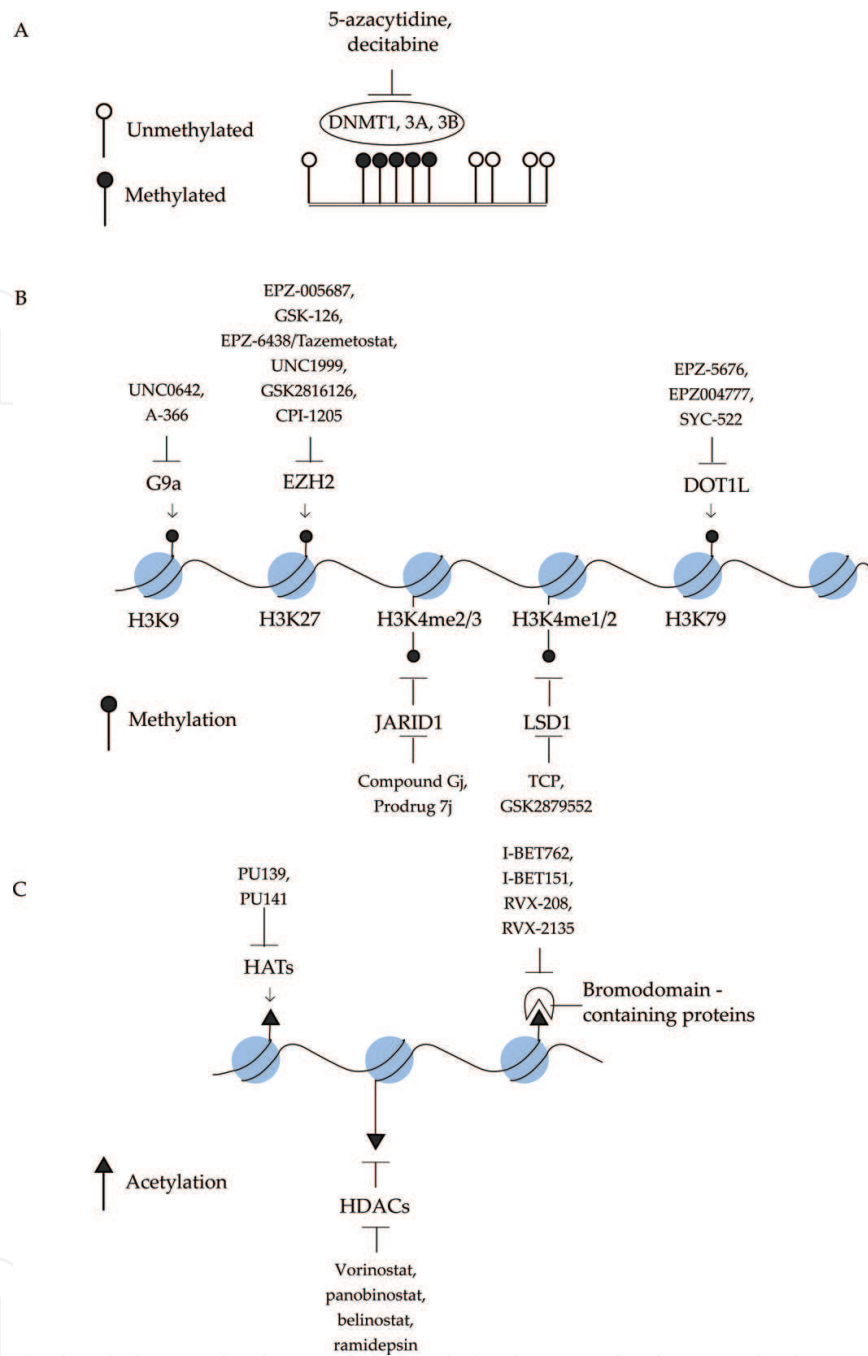 A
5-azacytidine,
decitabine
DNMT1, 3A, 3B
Unmethylated
Methylated
B
EPZ-005687,
GSK-126,
EPZ-6438/Tazemetostat,
UNC1999,
GSK2816126,
CPI-1205
UNC0642,
A-366
EPZ-5676,
EPZ004777,
SYC-522
G9a
EZH2
DOT1L
H3K9
H3K27
H3K4me2/3
H3K4me1/2
H3K79
Methylation
JARID1
LSD1
Compound Gj,
Prodrug 7j
TCP,
GSK2879552
C
PU139,
PU141
I-BET762,
I-BET151,
RVX-208,
RVX-2135
HATs
Bromodomain -
containing proteins
Acetylation
HDACs
Vorinostat,
panobinostat,
belinostat,
ramidepsin